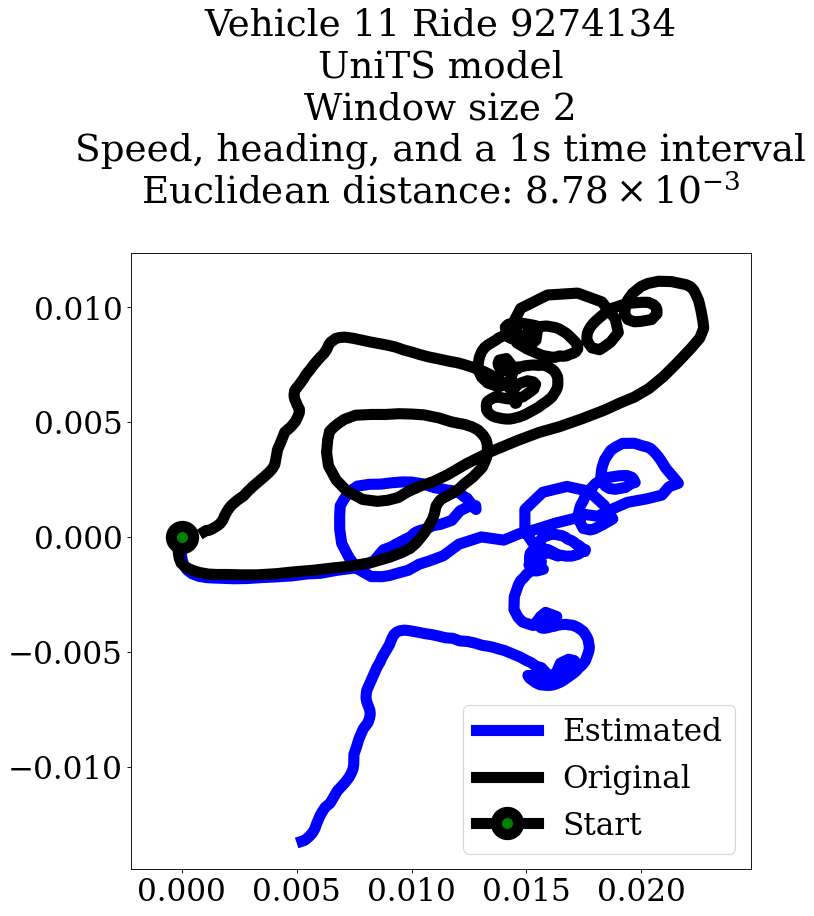 Vehicle 11 Ride 9274134
UniTS model
Window size 2
Speed, heading, and a 1s time interval
Euclidean distance: 8.78 × 10⁻³
0.010
0.005
0.000
−0.005
−0.010
Estimated
Original
Start
0.000 0.005 0.010 0.015 0.020